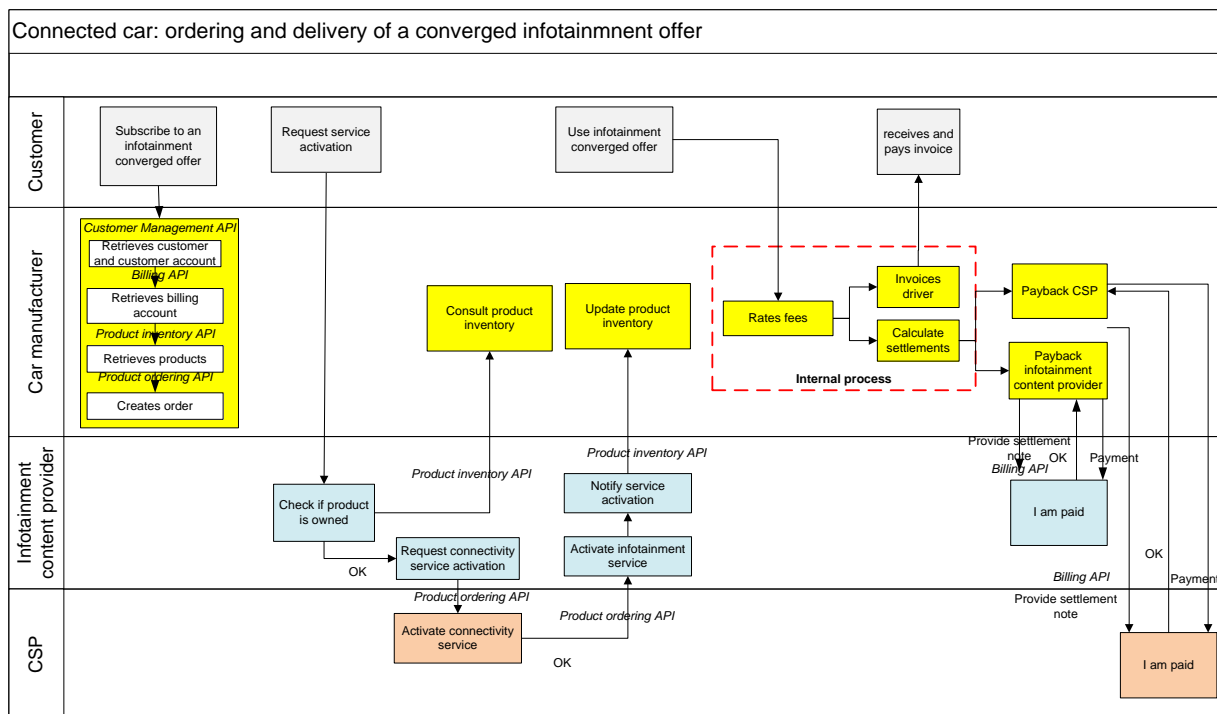 Connected car: ordering and delivery of a converged infotainmnent offer
Customer
Subscribe to an
infotainment
converged offer
Request service
activation
Use infotainment
converged offer
receives and
pays invoice
Car manufacturer
Customer Management API
Retrieves customer
and customer account
Billing API
Retrieves billing
account
Product inventory API
Retrieves products
Product ordering API
Creates order
Consult product
inventory
Update product
inventory
Rates fees
Invoices
driver
Calculate
settlements
Internal process
Payback CSP
Payback
infotainment
content provider
Infotainment
content provider
Check if product
is owned
OK
Product inventory API
Request connectivity
service activation
Product ordering API
Product inventory API
Notify service
activation
Activate infotainment
service
Provide settlement
note
Billing API
OK
Payment
I am paid
CSP
Activate connectivity
service
OK
Product ordering API
Billing API
Provide settlement
note
OK
Payment
I am paid